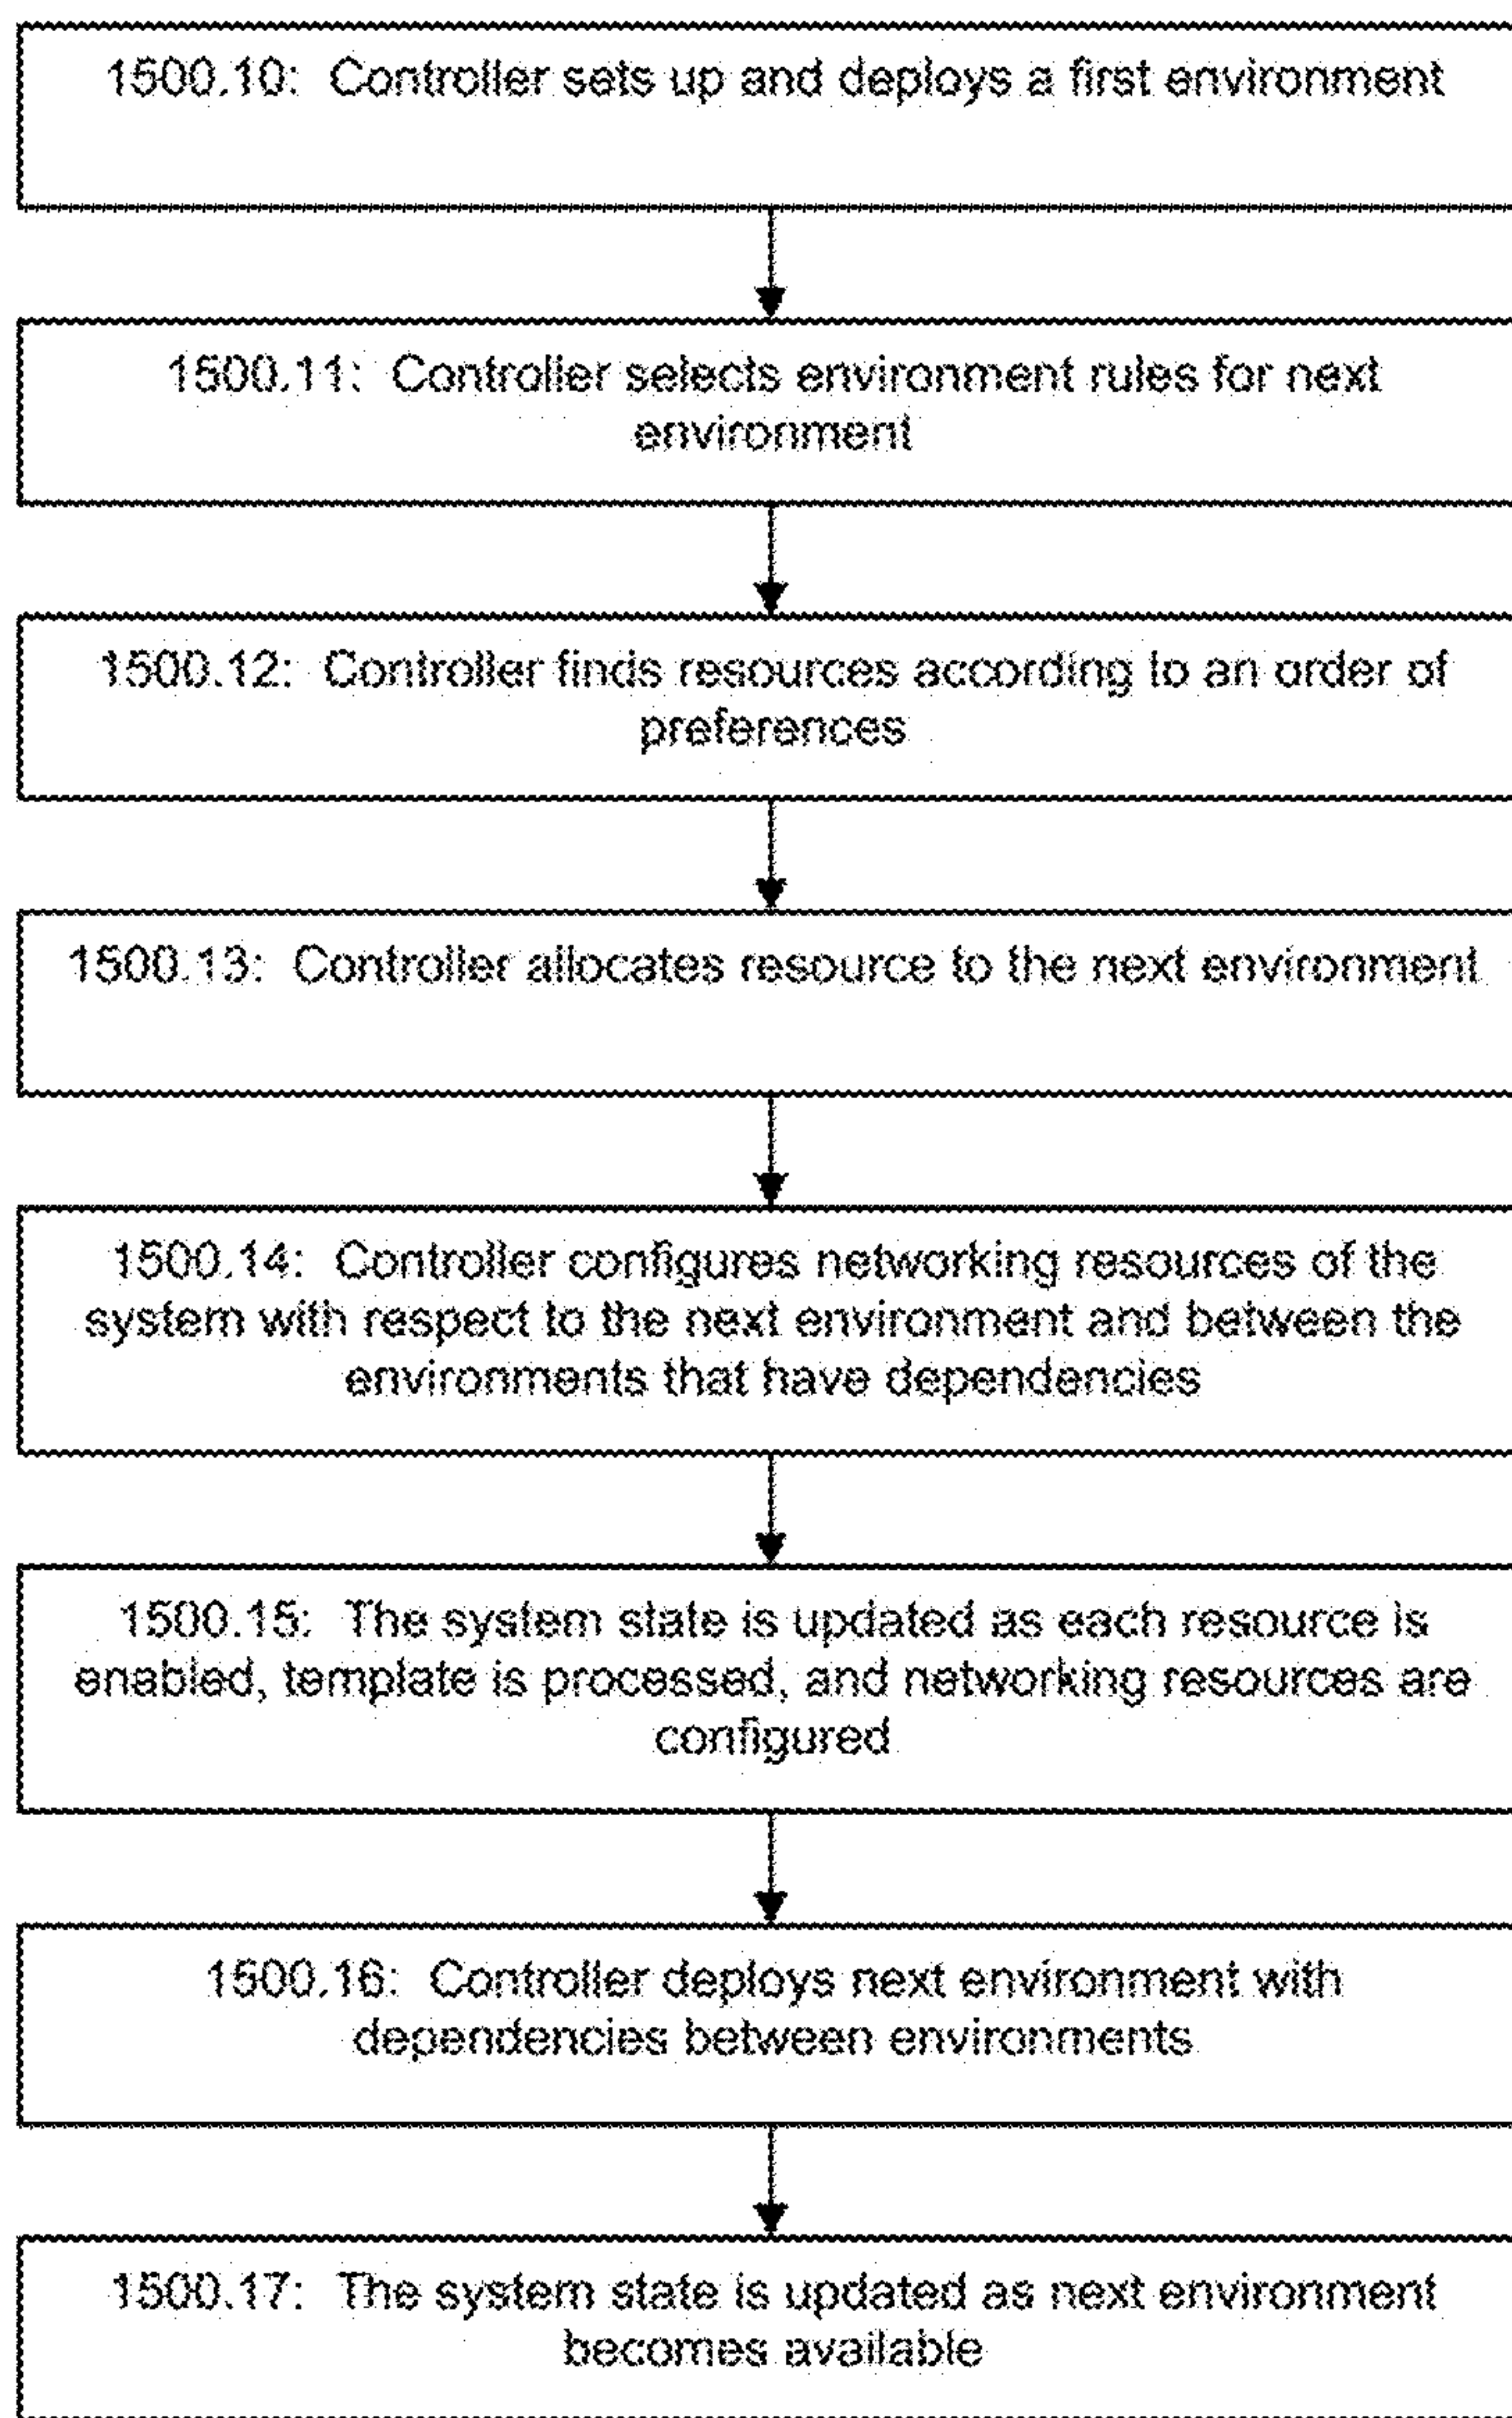 1500.10: Controller sets up and deploys a first environment
1500.11: Controller selects environment rules for next
environment
1500.12: Controller finds resources according to an order of
preferences
1500.13: Controller allocates resource to the next environment
1500.14: Controller configures networking resources of the
system with respect to the next environment and between the
environments that have dependencies
1500.15: The system state is updated as each resource is
enabled, template is processed, and networking resources are
configured
1500.16: Controller deploys next environment with
dependencies between environments
1500.17: The system state is updated as next environment
becomes available